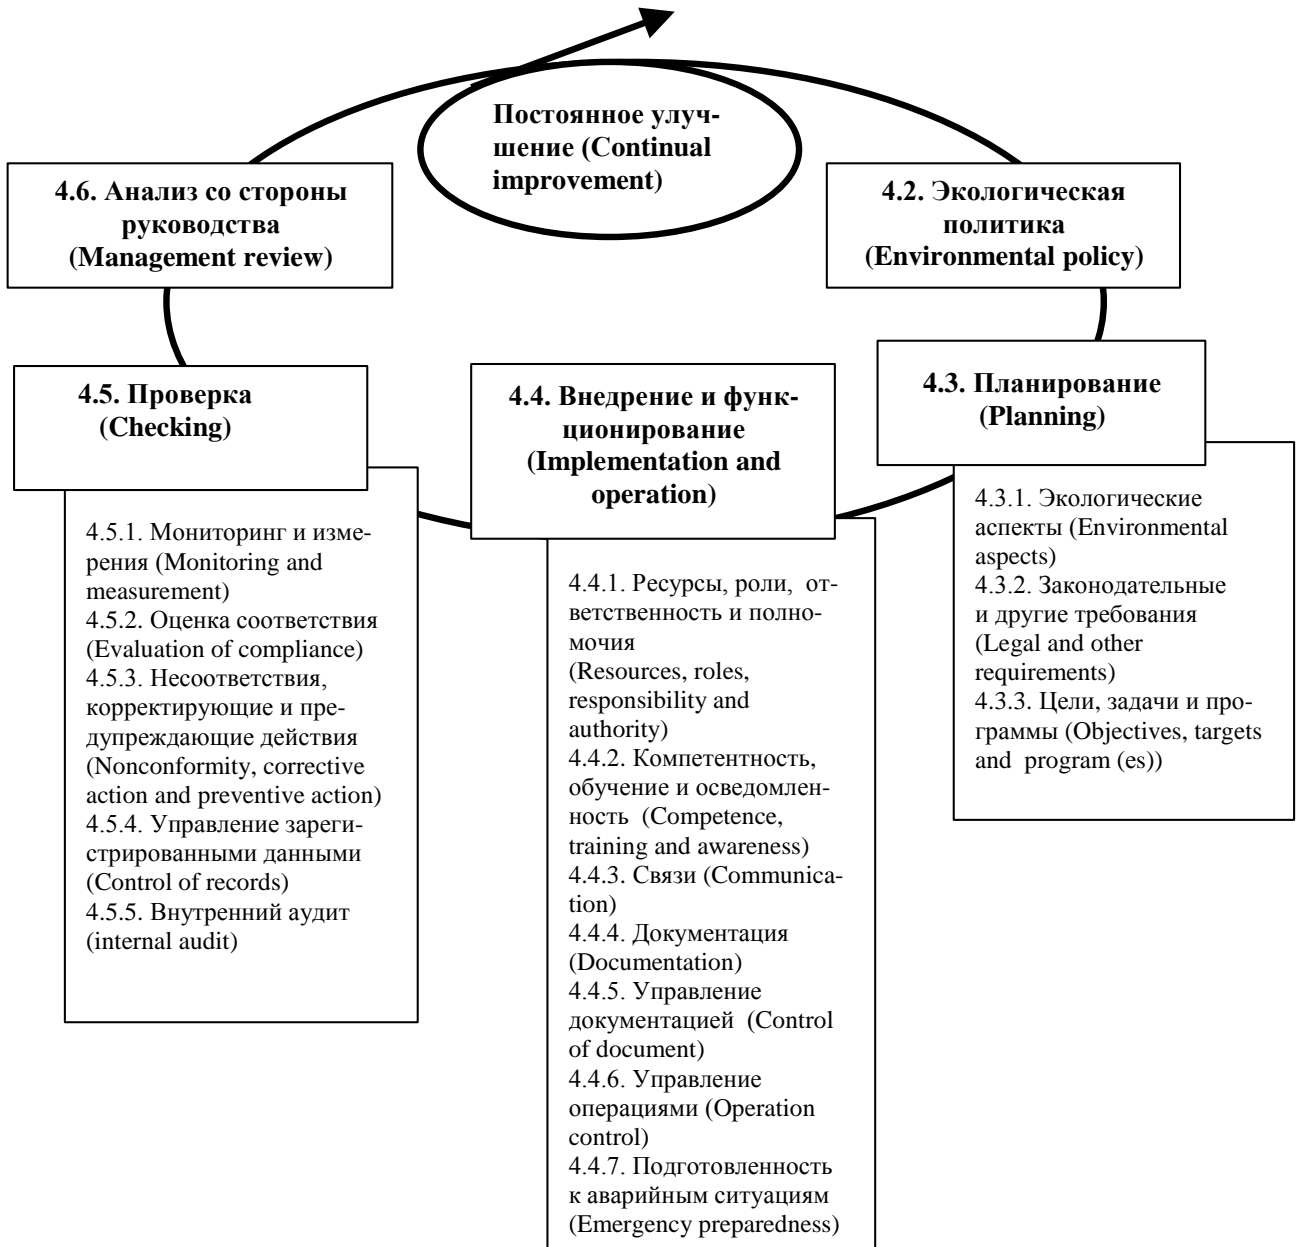 Постоянное улуч-
шение (Continual
improvement)
4.6. Анализ со стороны
руководства
(Management review)
4.2. Экологическая
политика
(Environmental policy)
4.5. Проверка
(Checking)
4.4. Внедрение и функ-
ционирование
(Implementation and
operation)
4.3. Планирование
(Planning)
4.5.1. Мониторинг и изме-
рения (Monitoring and
measurement)
4.5.2. Оценка соответствия
(Evaluation of compliance)
4.5.3. Несоответствия,
корректирующие и пре-
дупреждающие действия
(Nonconformity, corrective
action and preventive action)
4.5.4. Управление зареги-
стрированными данными
(Control of records)
4.5.5. Внутренний аудит
(internal audit)
4.4.1. Ресурсы, роли, от-
ветственность и полно-
мочия
(Resources, roles,
responsibility and
authority)
4.4.2. Компетентность,
обучение и осведомлен-
ность (Competence,
training and awareness)
4.4.3. Связи (Communica-
tion)
4.4.4. Документация
(Documentation)
4.4.5. Управление
документацией (Control
of document)
4.4.6. Управление
операциями (Operation
control)
4.4.7. Подготовленность
к аварийным ситуациям
(Emergency preparedness)
4.3.1. Экологические
аспекты (Environmental
aspects)
4.3.2. Законодательные
и другие требования
(Legal and other
requirements)
4.3.3. Цели, задачи и про-
граммы (Objectives, targets
and program (es))